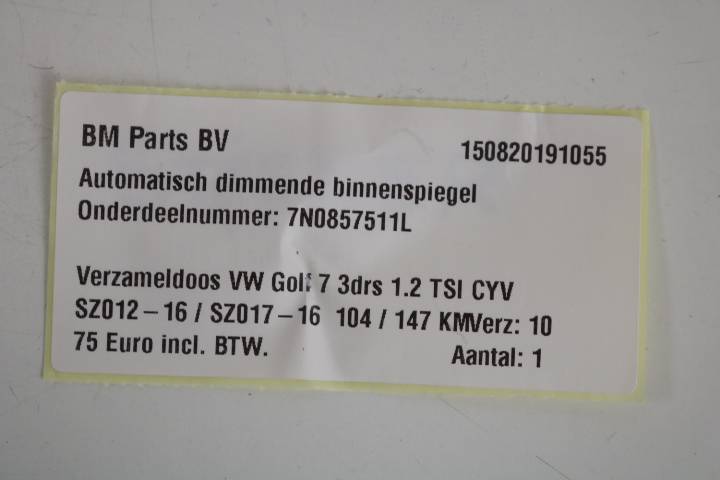 BM Parts BV 150820191055
Automatisch dimmende binnenspiegel
Onderdeelnummer: 7N0857511L
Verzameldoos VW Golf 7 3drs 1.2 TSI CYV
SZ012-16 / SZ017-16 104 / 147 KMVerz: 10
75 Euro incl. BTW. Aantal: 1